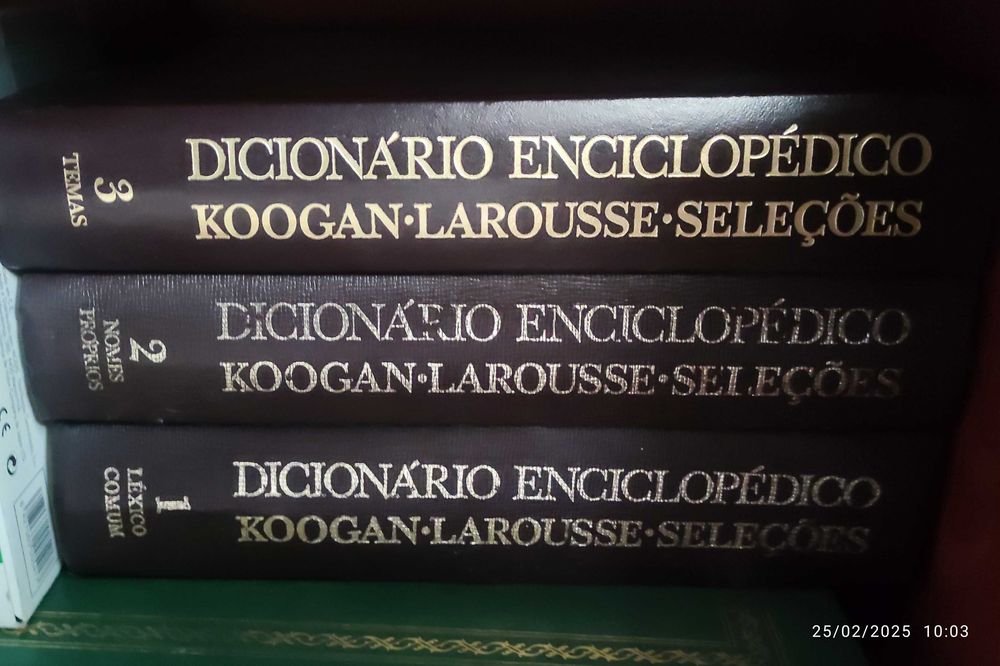 DICIONÁRIO ENCICLOPÉDICO
KOOGAN·LAROUSSE·SELEÇÕES
3
TEMAS
DICIONÁRIO ENCICLOPÉDICO
KOOGAN·LAROUSSE·SELEÇÕES
2
NOMES
PRÓPRIOS
DICIONÁRIO ENCICLOPÉDICO
KOOGAN·LAROUSSE·SELEÇÕES
1
LÉXICO
COMUM
CE
25/02/2025 10:03